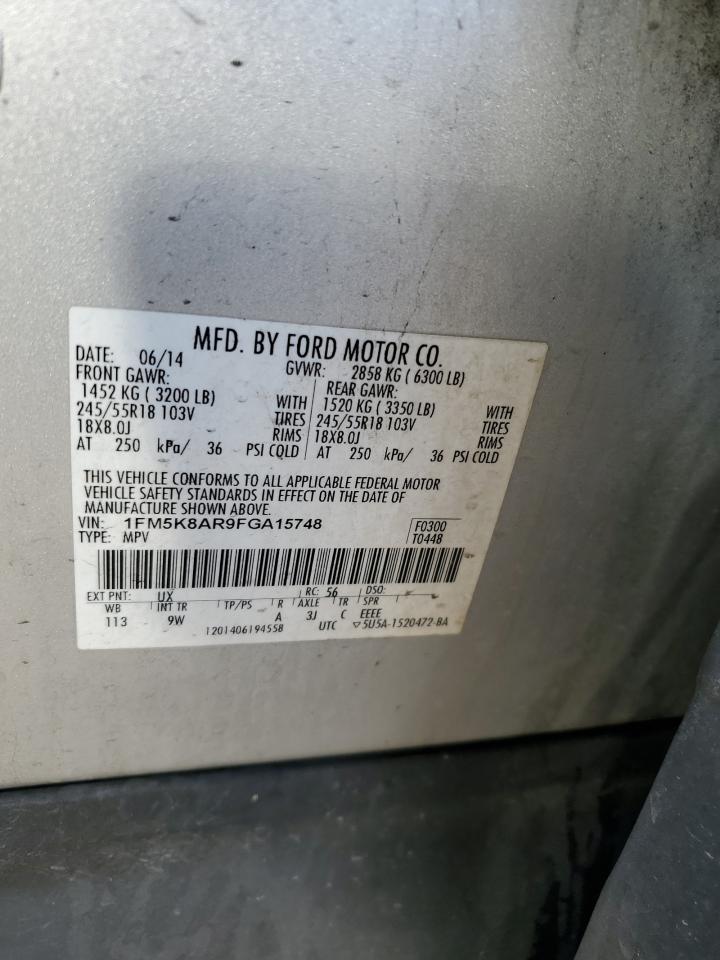 MFD. BY FORD MOTOR CO.
DATE: 06/14 GVWR: 2858 KG ( 6300 LB)
FRONT GAWR: REAR GAWR:
1452 KG ( 3200 LB) WITH 1520 KG ( 3350 LB) WITH
245/55R18 103V TIRES 245/55R18 103V TIRES
18X8.0J RIMS 18X8.0J RIMS
AT 250 kPa/ 36 PSI COLD AT 250 kPa/ 36 PSI COLD
THIS VEHICLE CONFORMS TO ALL APPLICABLE FEDERAL MOTOR
VEHICLE SAFETY STANDARDS IN EFFECT ON THE DATE OF
MANUFACTURE SHOWN ABOVE.
VIN: 1FM5K8AR9FGA15748 F0300
TYPE: MPV T0448
EXT PNT: UX RC: 56 DSO:
WB INT TR TP/PS R AXLE TR SPR
113 9W A 3J C EEEE
1201406194558 UTC ▽5U5A-1520472-BA